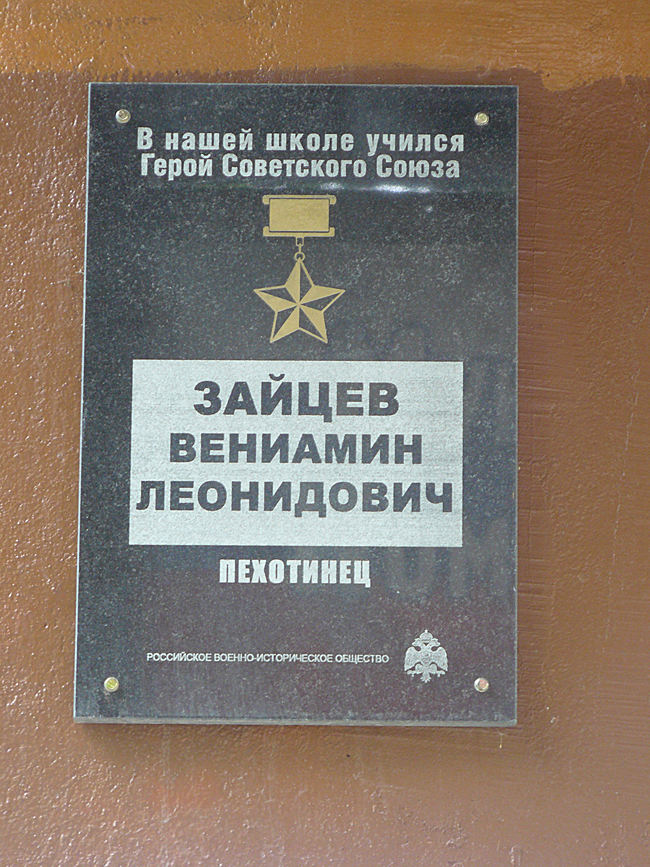 В нашей школе учился
Герой Советского Союза
ЗАЙЦЕВ
ВЕНИАМИН
ЛЕОНИДОВИЧ
ПЕХОТИНЕЦ
РОССИЙСКОЕ ВОЕННО-ИСТОРИЧЕСКОЕ ОБЩЕСТВО